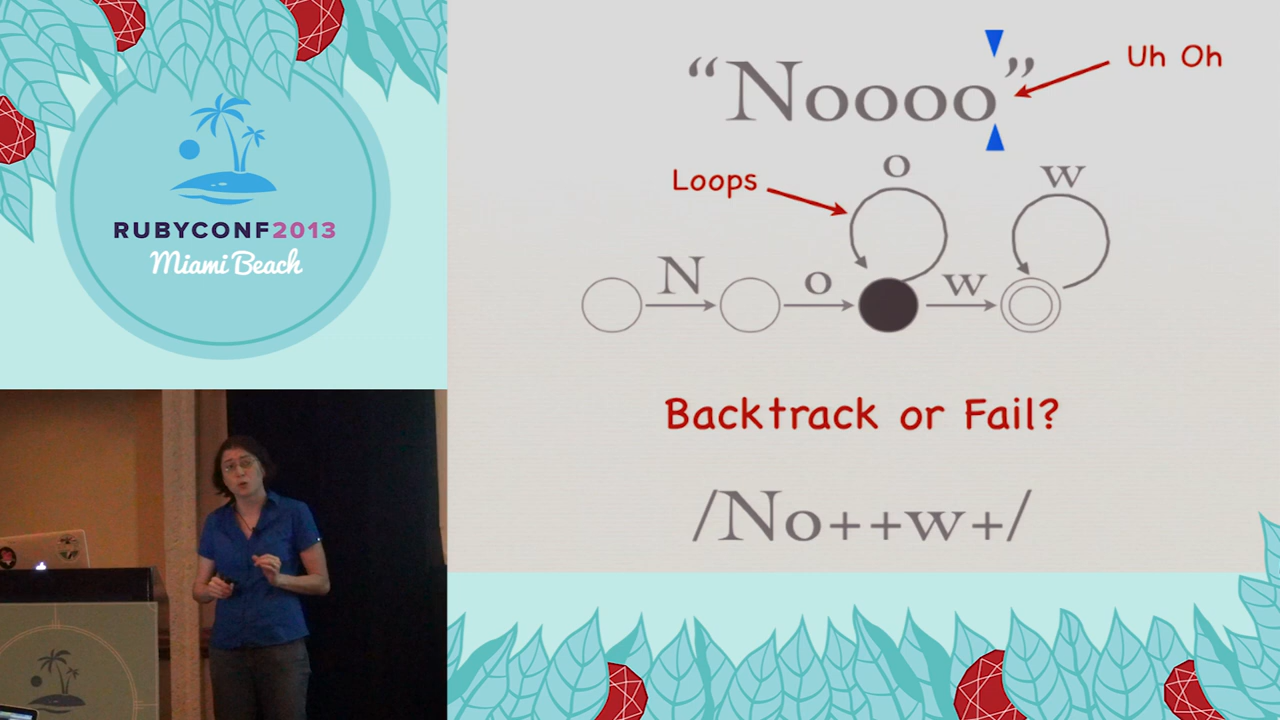 RUBYCONF2013
Miami Beach
“Noooo”
Uh Oh
Loops
o
w
N
o
w
Backtrack or Fail?
/No++w+/